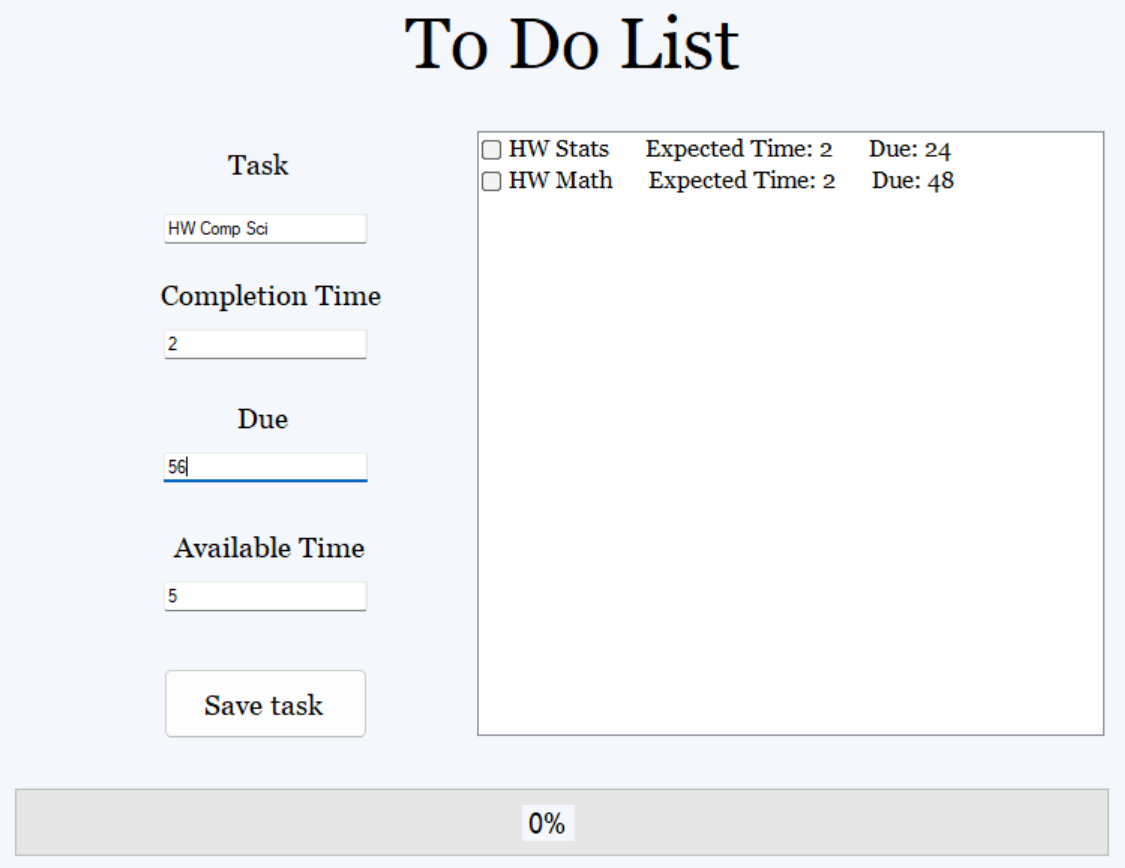 To Do List
Task
HW Comp Sci
Completion Time
2
Due
56
Available Time
5
Save task
HW Stats Expected Time: 2 Due: 24
HW Math Expected Time: 2 Due: 48
0%